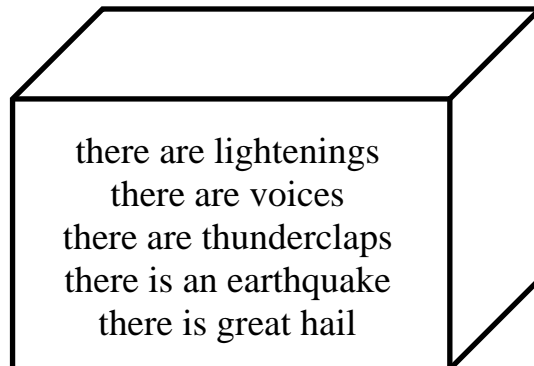 there are lightenings
there are voices
there are thunderclaps
there is an earthquake
there is great hail